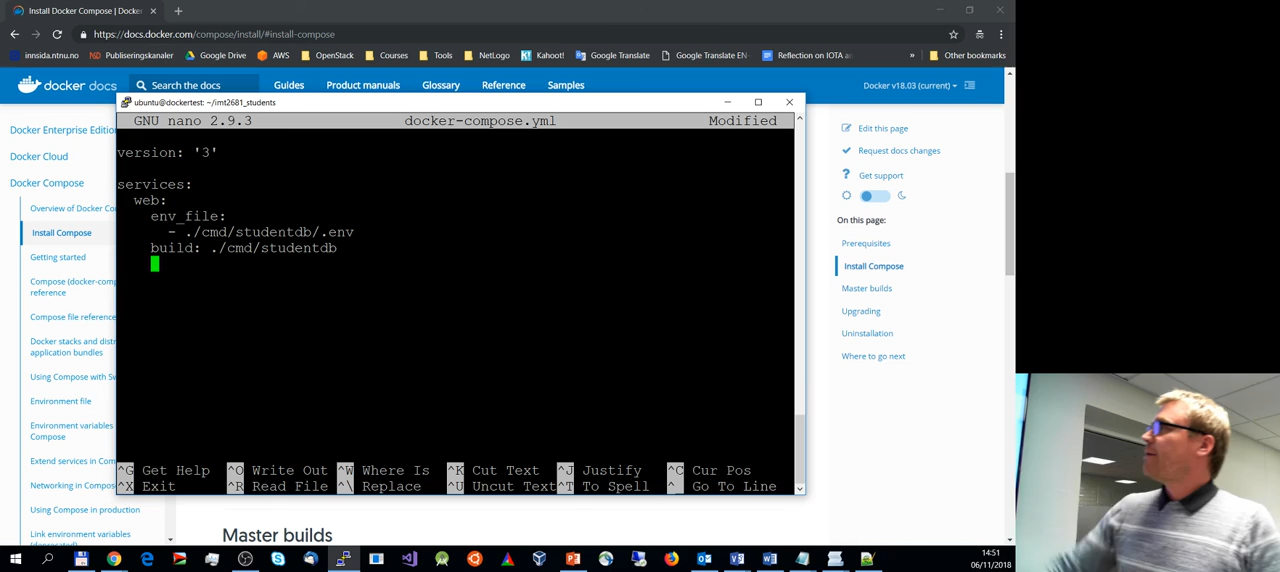 Install Docker Compose | Docker
https://docs.docker.com/compose/install/#install-compose
innsida.ntnu.no Publiseringskanaler Google Drive AWS OpenStack Courses Tools NetLogo Kahoot! Google Translate Google Translate EN- Reflection on IOTA » Other bookmarks
docker docs Search the docs Guides Product manuals Glossary Reference Samples Docker v18.03 (current)
ubuntu@dockertest: ~/imt2681_students
GNU nano 2.9.3 docker-compose.yml Modified
version: '3'
services:
web:
env_file:
- ./cmd/studentdb/.env
build: ./cmd/studentdb
^G Get Help ^O Write Out ^W Where Is ^K Cut Text ^J Justify ^C Cur Pos
^X Exit ^R Read File ^\ Replace ^U Uncut Text ^T To Spell ^_ Go To Line
Docker Enterprise Edition
Docker Cloud
Docker Compose
Overview of Docker Co
Install Compose
Getting started
Compose (docker-comp
reference
Compose file reference
Docker stacks and distr
application bundles
Using Compose with Sw
Environment file
Environment variables
Compose
Extend services in Com
Networking in Compose
Using Compose in production
Link environment variables
(deprecated)
Master builds
Edit this page
Request docs changes
Get support
On this page:
Prerequisites
Install Compose
Master builds
Upgrading
Uninstallation
Where to go next
14:51
06/11/2018